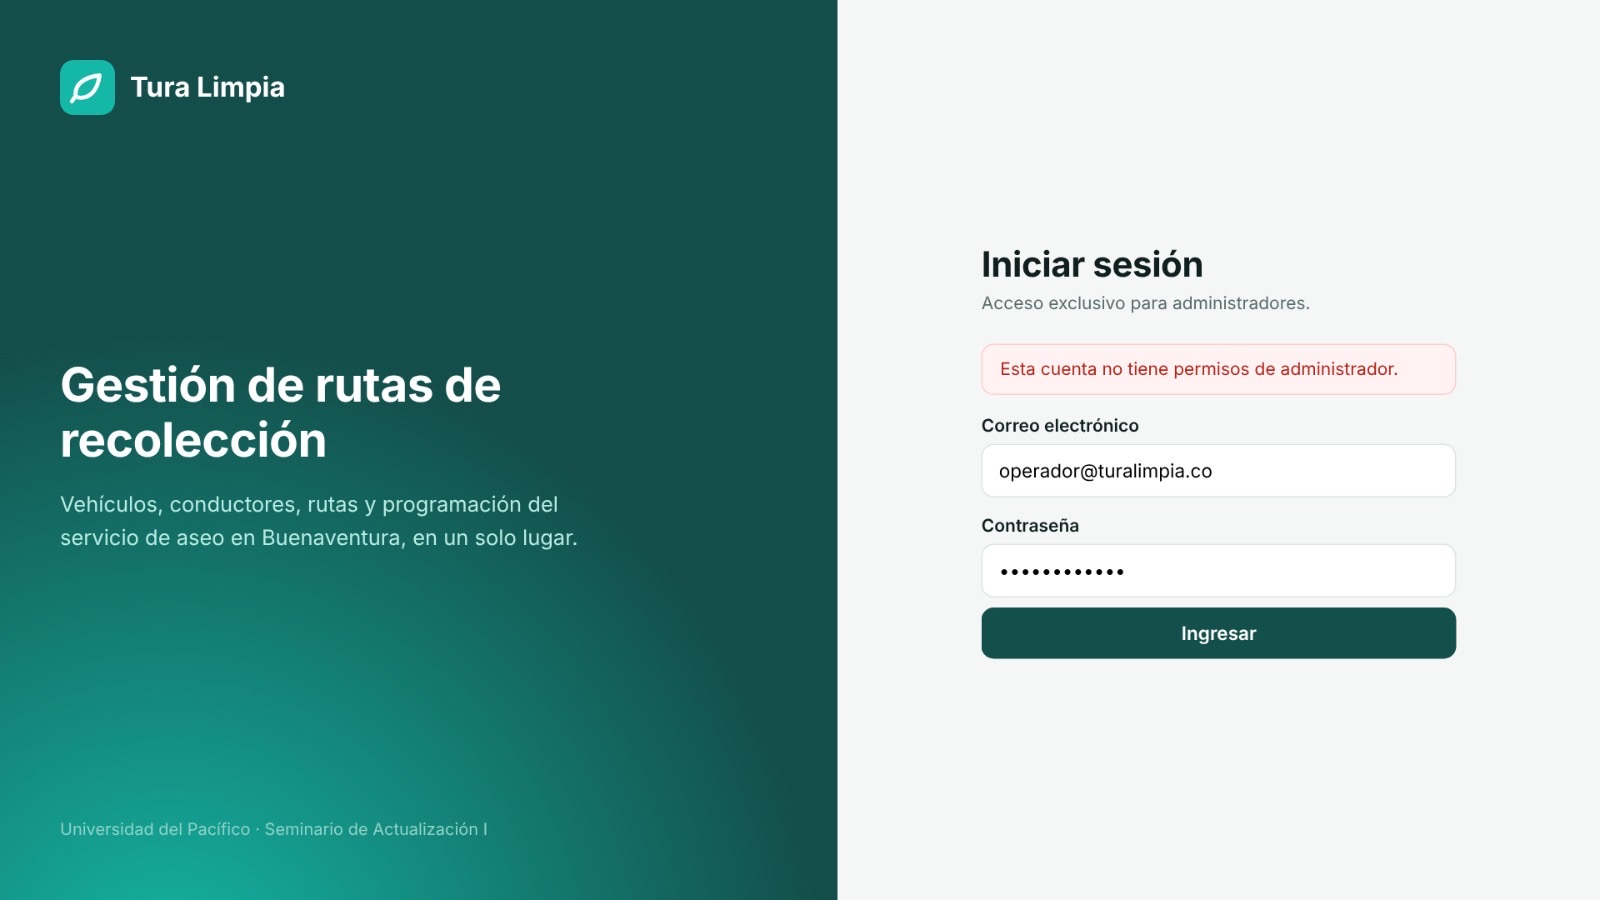 Tura Limpia
Gestión de rutas de
recolección
Vehículos, conductores, rutas y programación del
servicio de aseo en Buenaventura, en un solo lugar.
Universidad del Pacífico · Seminario de Actualización I
Iniciar sesión
Acceso exclusivo para administradores.
Esta cuenta no tiene permisos de administrador.
Correo electrónico
operador@turalimpia.co
Contraseña
••••••••••••
Ingresar